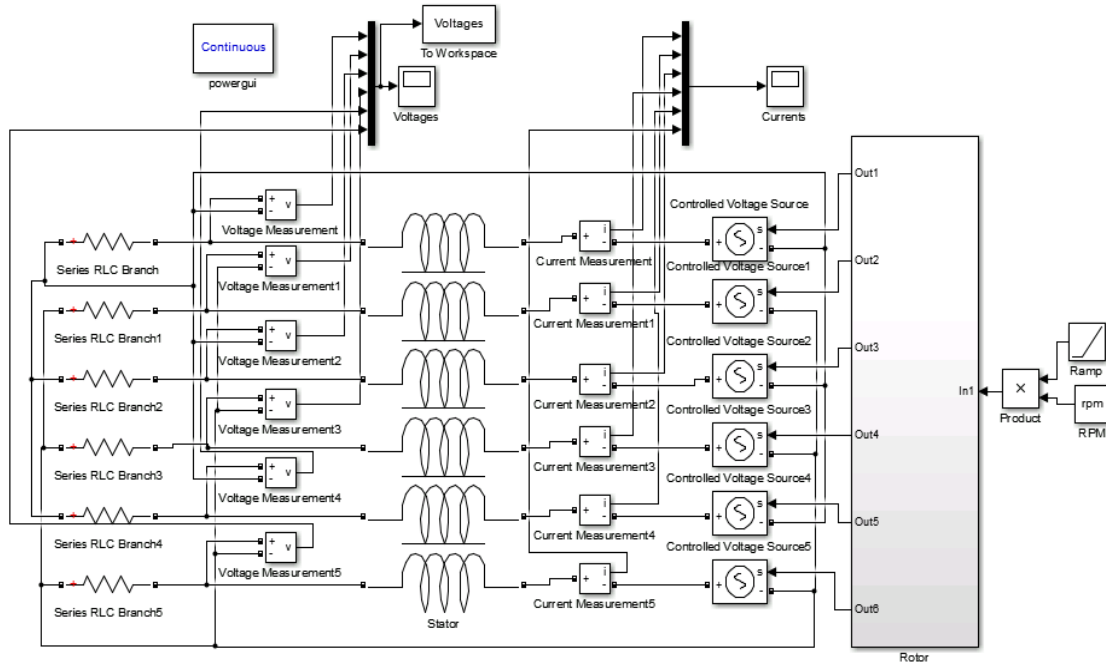 Continuous
powergui
Voltages
To Workspace
Voltages
Currents
+
-
v
Voltage Measurement
Series RLC Branch
+
-
v
Voltage Measurement1
Series RLC Branch1
+
-
v
Voltage Measurement2
Series RLC Branch2
+
-
v
Voltage Measurement3
Series RLC Branch3
+
-
v
Voltage Measurement4
Series RLC Branch4
+
-
v
Voltage Measurement5
Series RLC Branch5
Stator
+
i
-
Current Measurement
+
i
-
Current Measurement1
+
i
-
Current Measurement2
+
i
-
Current Measurement3
+
i
-
Current Measurement4
+
i
-
Current Measurement5
Controlled Voltage Source
+
s
-
Controlled Voltage Source1
+
s
-
Controlled Voltage Source2
+
s
-
Controlled Voltage Source3
+
s
-
Controlled Voltage Source4
+
s
-
Controlled Voltage Source5
+
s
-
Out1
Out2
Out3
Out4
Out5
Out6
In1
Rotor
×
Product
Ramp
rpm
RPM